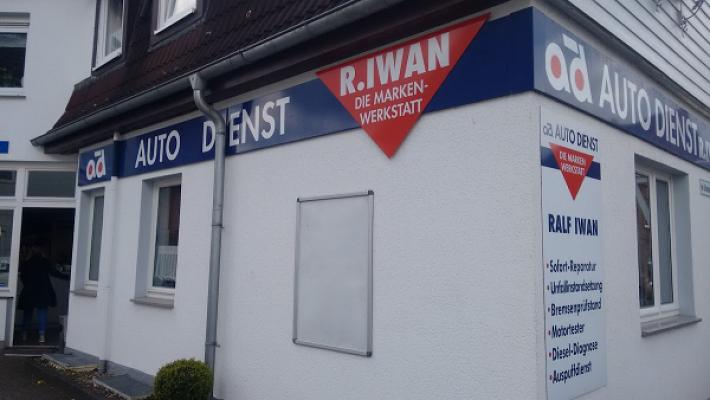 ad AUTO DIENST
R.IWAN
DIE MARKEN-
WERKSTATT
ad AUTO DIENST
ad AUTO DIENST
DIE MARKEN
WERKSTATT
RALF IWAN
•Sofort-Reparatur
•Unfallinstandsetzung
•Bremsenprüfstand
•Motortester
•Diesel-Diagnose
•Auspuffdienst